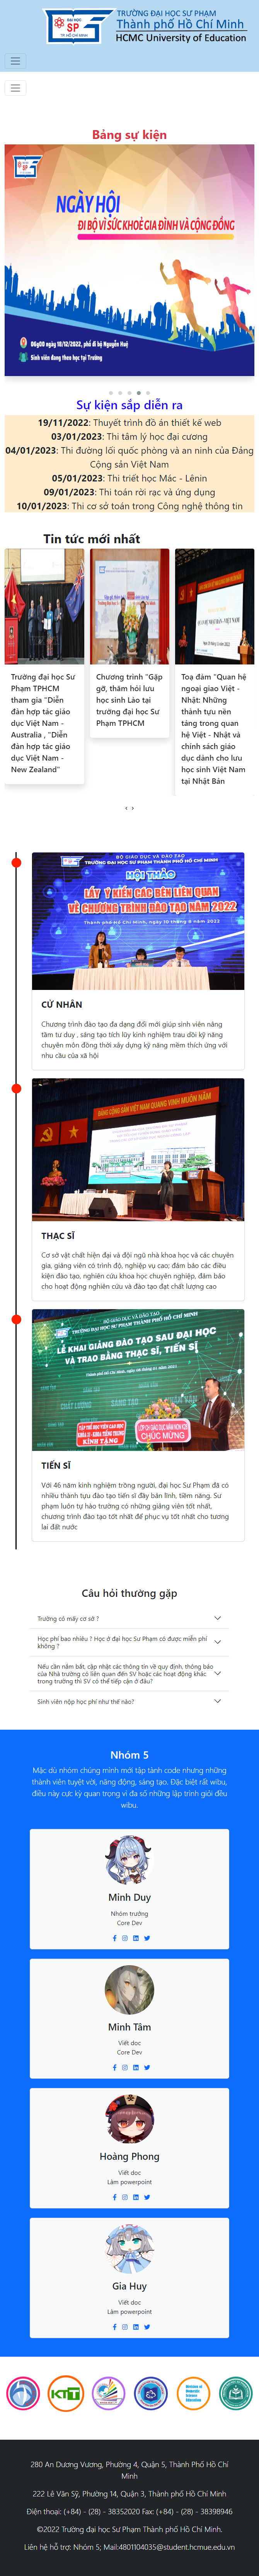 ĐẠI HỌC
SP
TP. HỒ CHÍ MINH
TRƯỜNG ĐẠI HỌC SƯ PHẠM
Thành phố Hồ Chí Minh
HCMC University of Education
Bảng sự kiện
NGÀY HỘI
ĐI BỘ VÌ SỨC KHOẺ GIA ĐÌNH VÀ CỘNG ĐỒNG
Sinh viên đang theo học tại Trường
Sự kiện sắp diễn ra
19/11/2022: Thuyết trình đồ án thiết kế web
03/01/2023: Thi tâm lý học đại cương
04/01/2023: Thi đường lối quốc phòng và an ninh của Đảng
Cộng sản Việt Nam
05/01/2023: Thi triết học Mác - Lênin
09/01/2023: Thi toán rời rạc và ứng dụng
10/01/2023: Thi cơ sở toán trong Công nghệ thông tin
Tin tức mới nhất
Trường đại học Sư
Phạm TPHCM
tham gia "Diễn
đàn hợp tác giáo
dục Việt Nam -
Australia , "Diễn
đàn hợp tác giáo
dục Việt Nam -
New Zealand"
Chương trình "Gặp
gỡ, thăm hỏi lưu
học sinh Lào tại
trường đại học Sư
Phạm TPHCM
Toạ đàm "Quan hệ
ngoại giao Việt -
Nhật: Những
thành tựu nền
tảng trong quan
hệ Việt - Nhật và
chính sách giáo
dục dành cho lưu
học sinh Việt Nam
tại Nhật Bản
‹ ›
BỘ GIÁO DỤC VÀ ĐÀO TẠO
TRƯỜNG ĐẠI HỌC SƯ PHẠM THÀNH PHỐ HỒ CHÍ MINH
HỘI THẢO
LẤY Ý KIẾN CÁC BÊN LIÊN QUAN
VỀ CHƯƠNG TRÌNH ĐÀO TẠO NĂM 2022
CỬ NHÂN
Chương trình đào tạo đa dạng đổi mới giúp sinh viên nâng
tầm tư duy , sáng tạo tích lũy kinh nghiệm trau dồi kỹ năng
chuyên môn đồng thời xây dựng kỹ năng mềm thích ứng với
nhu cầu của xã hội
ĐẢNG CỘNG SẢN VIỆT NAM QUANG VINH MUÔN NĂM
THẠC SĨ
Cơ sở vật chất hiện đại và đội ngũ nhà khoa học và các chuyên
gia, giảng viên có trình độ, nghiệp vụ cao; đảm bảo các điều
kiện đào tạo, nghiên cứu khoa học chuyên nghiệp, đảm bảo
cho hoạt động nghiên cứu và đào tạo đạt chất lượng cao
BỘ GIÁO DỤC VÀ ĐÀO TẠO
TRƯỜNG ĐẠI HỌC SƯ PHẠM THÀNH PHỐ HỒ CHÍ MINH
LỄ KHAI GIẢNG ĐÀO TẠO SAU ĐẠI HỌC
VÀ TRAO BẰNG THẠC SĨ, TIẾN SĨ
TIẾN SĨ
Với 46 năm kinh nghiệm trông người, đại học Sư Phạm đã có
nhiều thành tựu đào tạo tiến sĩ đầy bản lĩnh, tiềm năng. Sư
phạm luôn tự hào trường có những giảng viên tốt nhất,
chương trình đào tạo tốt nhất để phục vụ tốt nhất cho tương
lai đất nước
Câu hỏi thường gặp
Trường có mấy cơ sở ?
Học phí bao nhiêu ? Học ở đại học Sư Phạm có được miễn phí
không ?
Nếu cần nắm bắt, cập nhật các thông tin về quy định, thông báo
của Nhà trường có liên quan đến SV hoặc các hoạt động khác
trong trường thì SV có thể tiếp cận ở đâu?
Sinh viên nộp học phí như thế nào?
Nhóm 5
Mặc dù nhóm chúng mình mới tập tành code nhưng những
thành viên tuyệt vời, năng động, sáng tạo. Đặc biệt rất wibu,
điều này cực kỳ quan trọng vì đa số những lập trình giỏi đều
wibu.
Minh Duy
Nhóm trưởng
Core Dev
Minh Tâm
Viết doc
Core Dev
Hoàng Phong
Viết doc
Làm powerpoint
Gia Huy
Viết doc
Làm powerpoint
KTT
280 An Dương Vương, Phường 4, Quận 5, Thành Phố Hồ Chí
Minh
222 Lê Văn Sỹ, Phường 14, Quận 3, Thành phố Hồ Chí Minh
Điện thoại: (+84) - (28) - 38352020 Fax: (+84) - (28) - 38398946
©2022 Trường đại học Sư Phạm Thành phố Hồ Chí Minh.
Liên hệ hỗ trợ: Nhóm 5; Mail:4801104035@student.hcmue.edu.vn